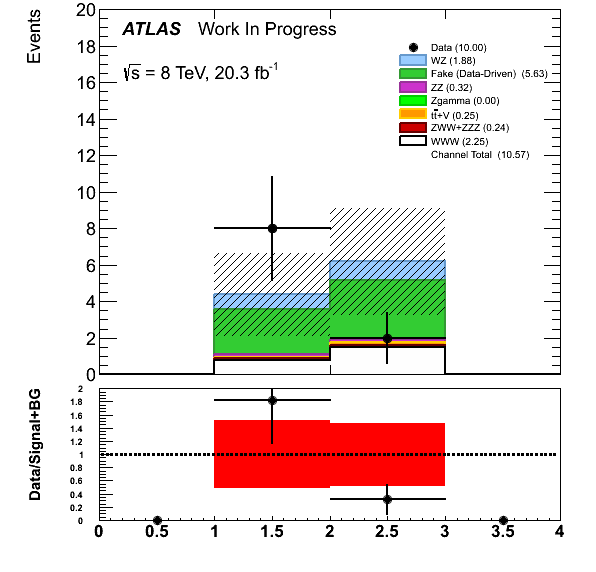 Events
20
18
16
14
12
10
8
6
4
2
0
ATLAS Work In Progress
√s = 8 TeV, 20.3 fb-1
Data (10.00)
WZ (1.88)
Fake (Data-Driven) (5.63)
ZZ (0.32)
Zgamma (0.00)
tt̄+V (0.25)
ZWW+ZZZ (0.24)
WWW (2.25)
Channel Total (10.57)
Data/Signal+BG
2
1.8
1.6
1.4
1.2
1
0.8
0.6
0.4
0.2
0
0 0.5 1 1.5 2 2.5 3 3.5 4